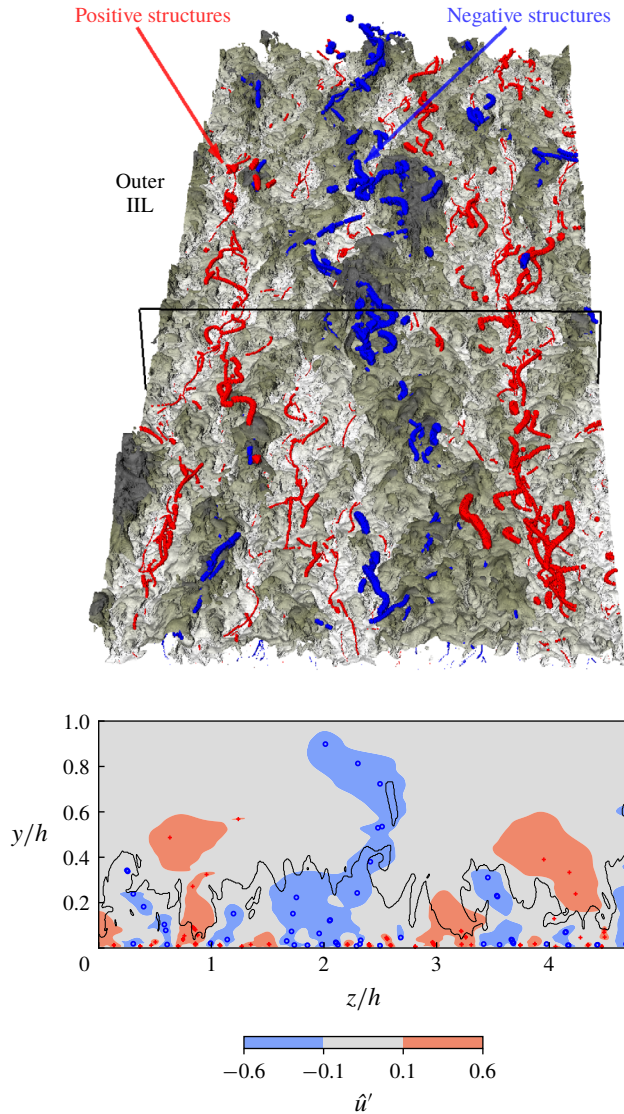 Positive structures
Negative structures
Outer
IIL
1.0
0.8
0.6
y/h
0.4
0.2
0
1
2
3
4
z/h
−0.6
−0.1
0.1
0.6
û′